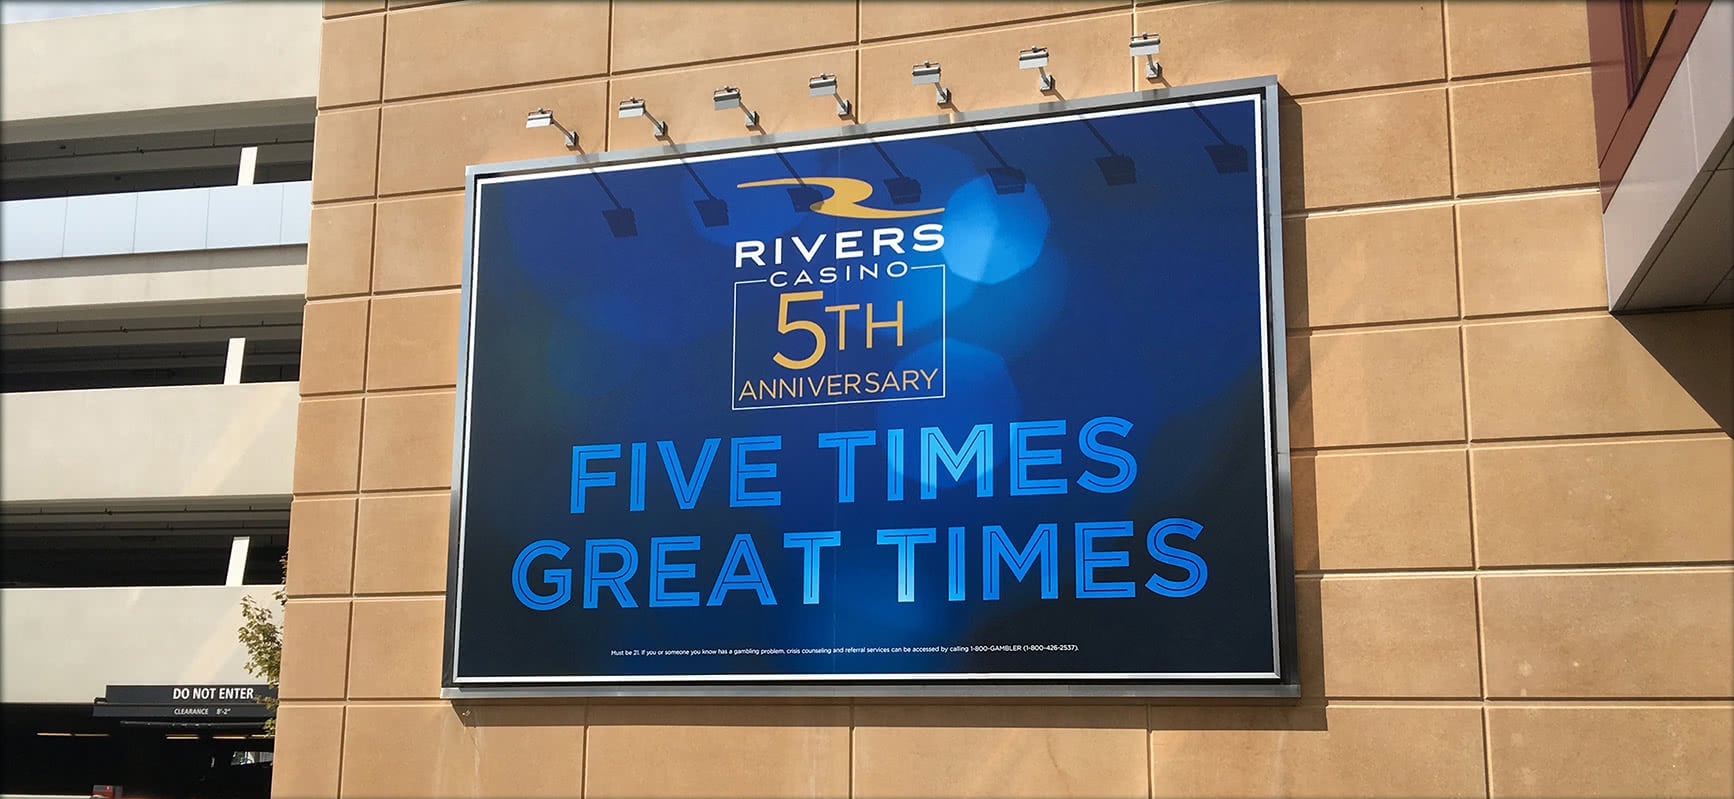 RIVERS
CASINO
5TH
ANNIVERSARY
FIVE TIMES
GREAT TIMES
Must be 21. If you or someone you know has a gambling problem, crisis counseling and referral services can be accessed by calling 1-800-GAMBLER (1-800-426-2537).
DO NOT ENTER
CLEARANCE 8'-2"